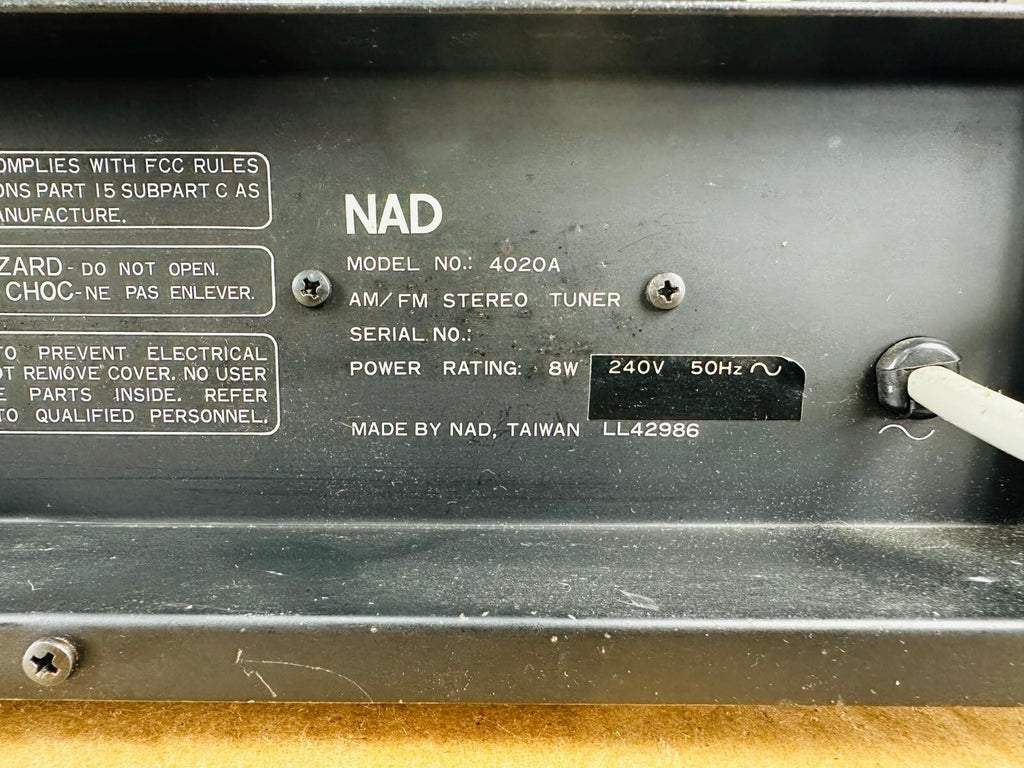 OMPLIES WITH FCC RULES
ONS PART 15 SUBPART C AS
ANUFACTURE.
ZARD - DO NOT OPEN.
CHOC-NE PAS ENLEVER.
TO PREVENT ELECTRICAL
OT REMOVE COVER. NO USER
E PARTS INSIDE. REFER
TO QUALIFIED PERSONNEL.
NAD
MODEL NO.: 4020A
AM/FM STEREO TUNER
SERIAL NO.:
POWER RATING: 8W 240V 50Hz ~
MADE BY NAD, TAIWAN LL42986
~